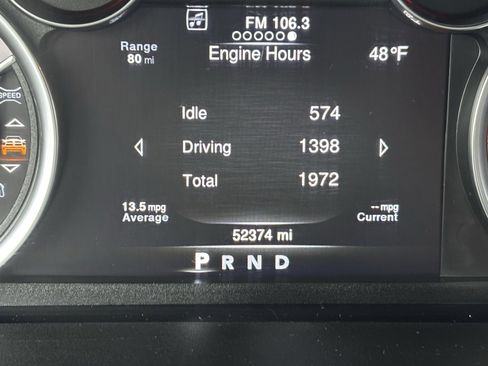 FM 106.3
Range
80 mi
Engine Hours
48°F
SPEED
Idle 574
Driving 1398
Total 1972
13.5 mpg
Average
-- mpg
Current
52374 mi
P R N D